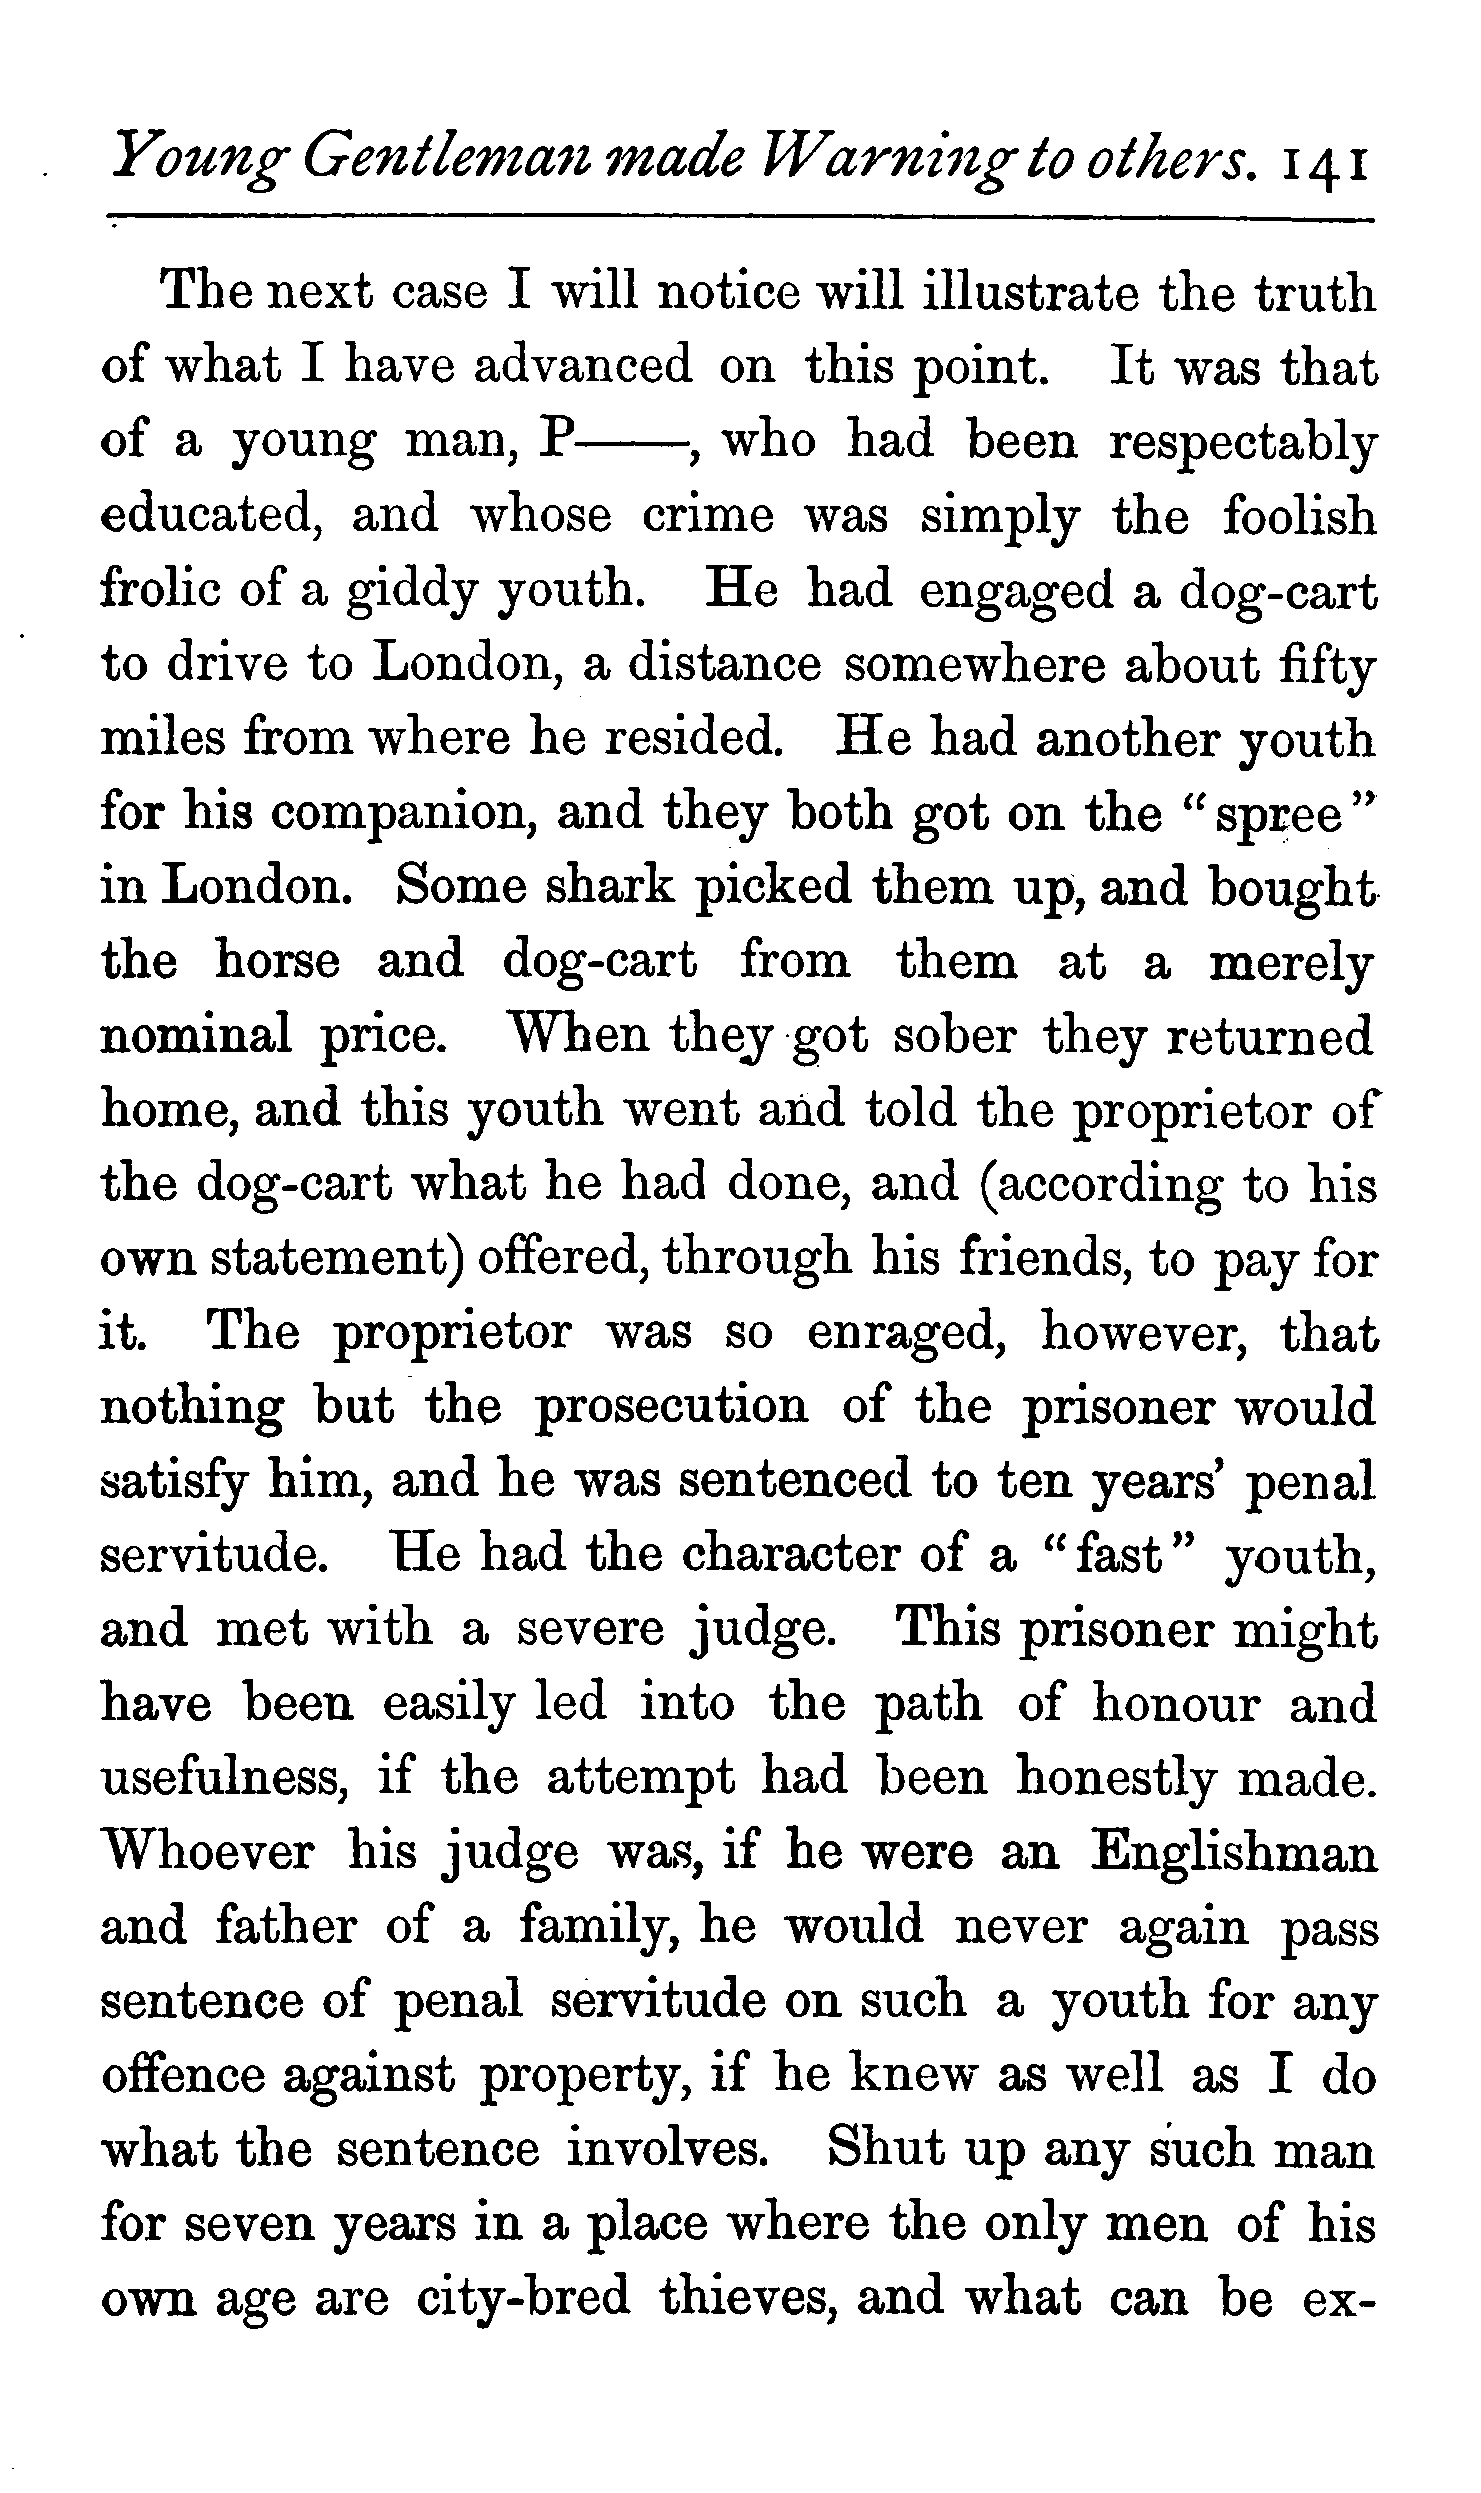 Young Gentleman made Warning to others. 141
The next case I will notice will illustrate the truth
of what I have advanced on this point. It was that
of a young man, P——, who had been respectably
educated, and whose crime was simply the foolish
frolic of a giddy youth. He had engaged a dog-cart
to drive to London, a distance somewhere about fifty
miles from where he resided. He had another youth
for his companion, and they both got on the “spree”
in London. Some shark picked them up, and bought
the horse and dog-cart from them at a merely
nominal price. When they got sober they returned
home, and this youth went and told the proprietor of
the dog-cart what he had done, and (according to his
own statement) offered, through his friends, to pay for
it. The proprietor was so enraged, however, that
nothing but the prosecution of the prisoner would
satisfy him, and he was sentenced to ten years’ penal
servitude. He had the character of a “fast” youth,
and met with a severe judge. This prisoner might
have been easily led into the path of honour and
usefulness, if the attempt had been honestly made.
Whoever his judge was, if he were an Englishman
and father of a family, he would never again pass
sentence of penal servitude on such a youth for any
offence against property, if he knew as well as I do
what the sentence involves. Shut up any such man
for seven years in a place where the only men of his
own age are city-bred thieves, and what can be ex-